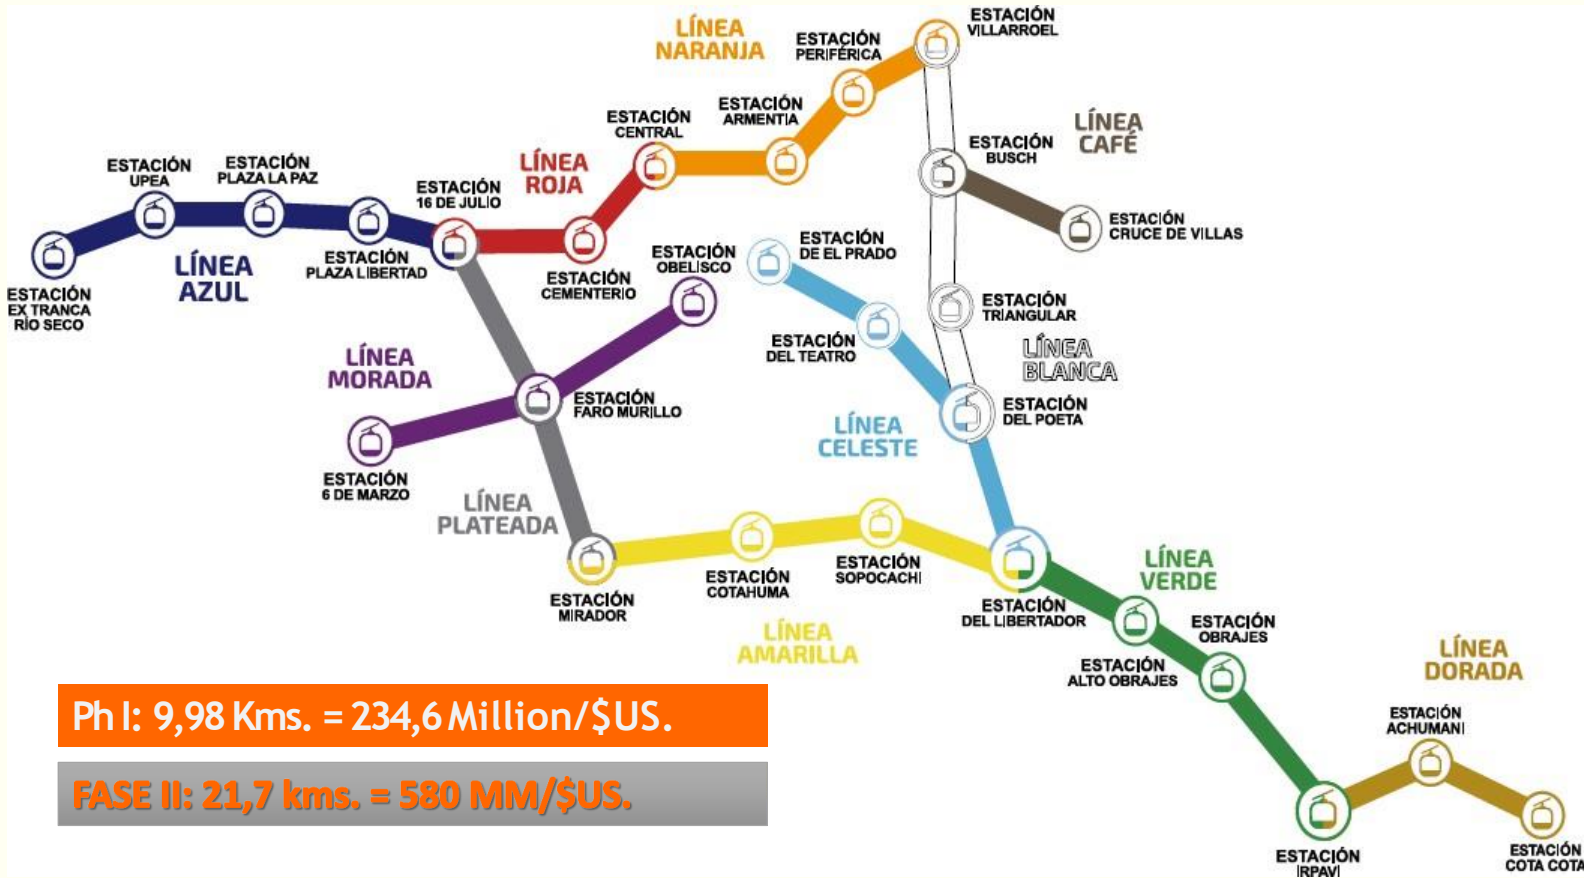 ESTACIÓN
VILLARROEL
LÍNEA
NARANJA
ESTACIÓN
PERIFÉRICA
ESTACIÓN
ARMENTIA
ESTACIÓN
CENTRAL
LÍNEA
CAFÉ
ESTACIÓN
BUSCH
LÍNEA
ROJA
ESTACIÓN
UPEA
ESTACIÓN
PLAZA LA PAZ
ESTACIÓN
16 DE JULIO
ESTACIÓN
CRUCE DE VILLAS
ESTACIÓN
DE EL PRADO
ESTACIÓN
OBELISCO
ESTACIÓN
PLAZA LIBERTAD
LÍNEA
AZUL
ESTACIÓN
CEMENTERIO
ESTACIÓN
EX TRANCA
RÍO SECO
ESTACIÓN
TRIANGULAR
ESTACIÓN
DEL TEATRO
LÍNEA
BLANCA
LÍNEA
MORADA
ESTACIÓN
FARO MURILLO
ESTACIÓN
DEL POETA
LÍNEA
CELESTE
ESTACIÓN
6 DE MARZO
LÍNEA
PLATEADA
ESTACIÓN
SOPOCACHI
ESTACIÓN
COTAHUMA
LÍNEA
VERDE
ESTACIÓN
MIRADOR
ESTACIÓN
DEL LIBERTADOR
ESTACIÓN
OBRAJES
LÍNEA
AMARILLA
LÍNEA
DORADA
ESTACIÓN
ALTO OBRAJES
Ph I: 9,98 Kms. = 234,6 Million/$US.
ESTACIÓN
ACHUMANI
FASE II: 21,7 kms. = 580 MM/$US.
ESTACIÓN
IRPAVI
ESTACIÓN
COTA COTA